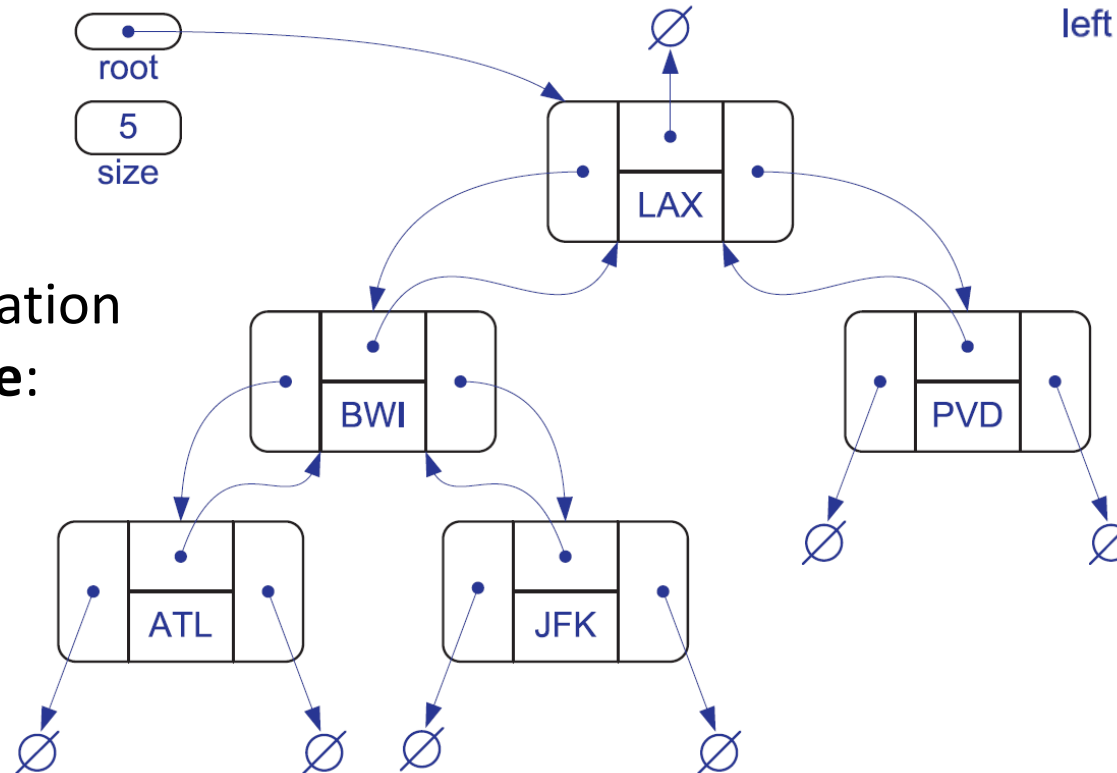 root
5
size
left
LAX
ation
e:
BWI
PVD
ATL
JFK